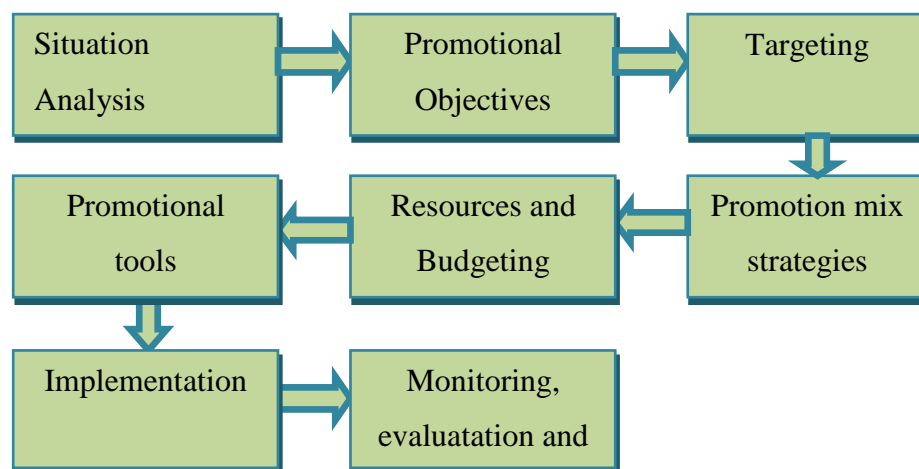 Situation
Analysis
Promotional
Objectives
Targeting
Promotion mix
strategies
Resources and
Budgeting
Promotional
tools
Implementation
Monitoring,
evaluatation and